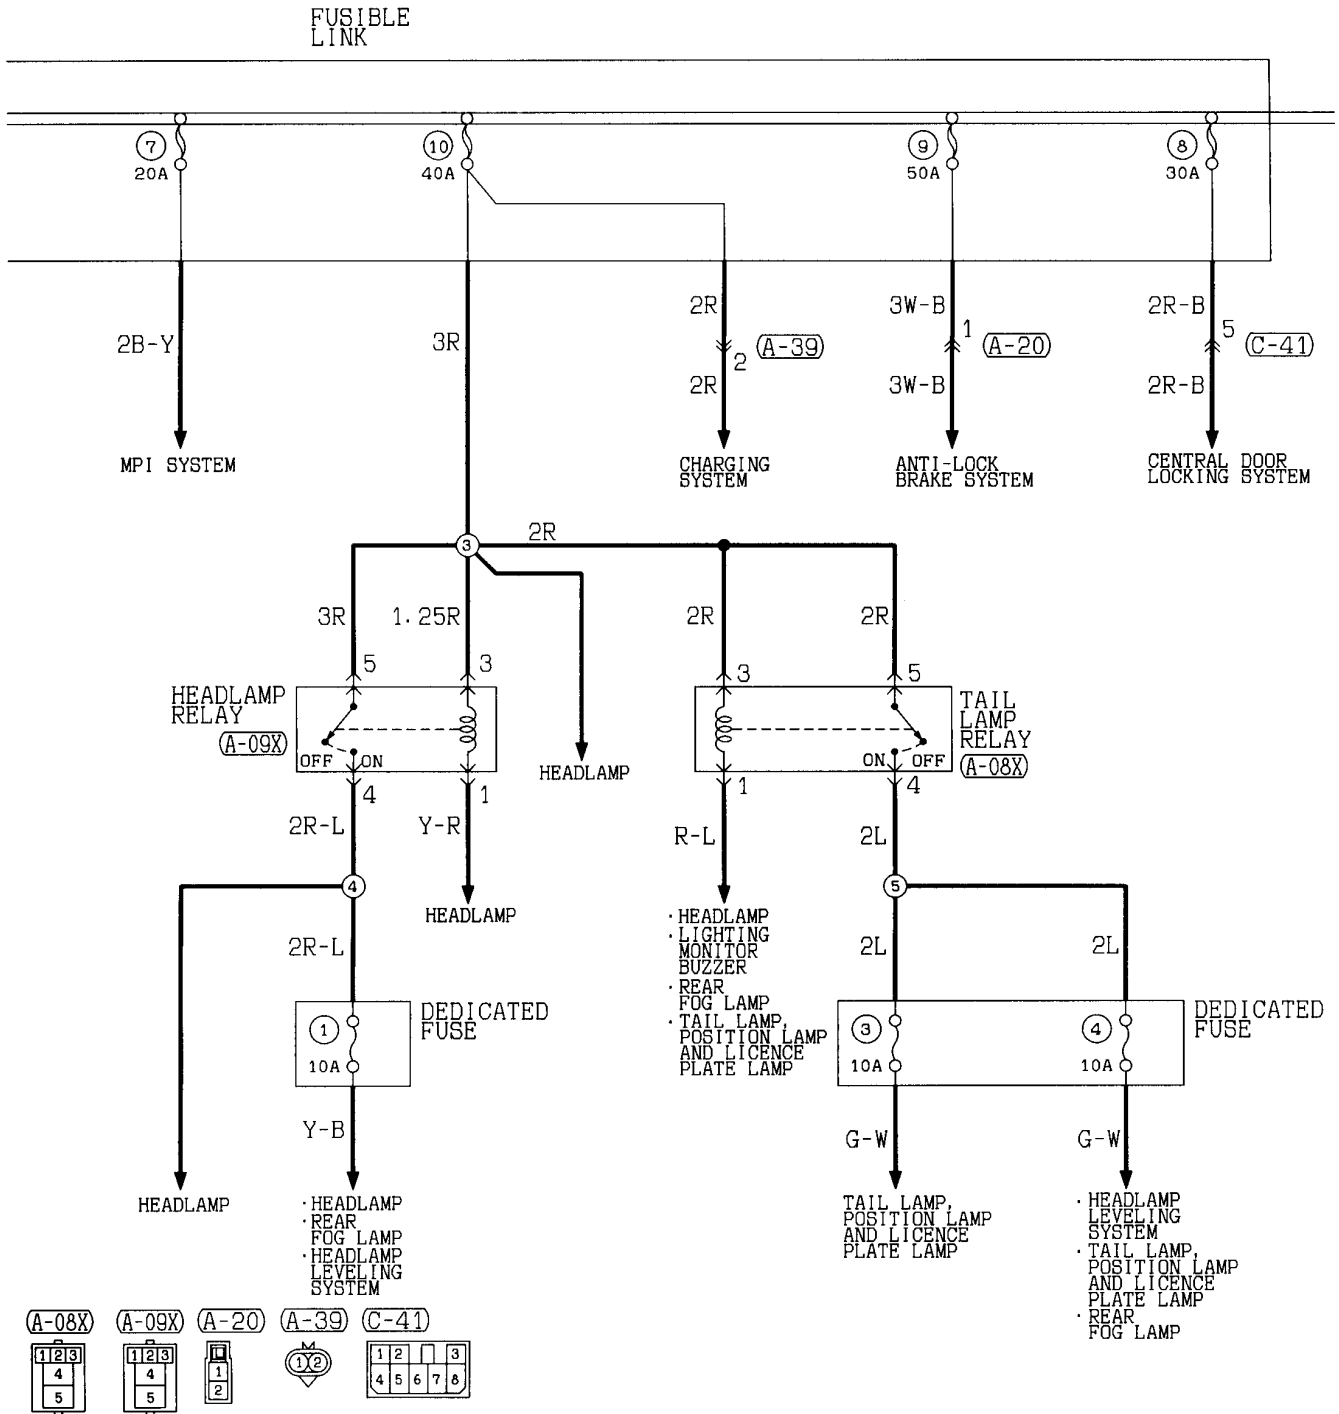 FUSIBLE
LINK
7
20A
10
40A
9
50A
8
30A
2B-Y
3R
2R
2
A-39
2R
3W-B
1
A-20
3W-B
2R-B
5
C-41
2R-B
MPI SYSTEM
CHARGING
SYSTEM
ANTI-LOCK
BRAKE SYSTEM
CENTRAL DOOR
LOCKING SYSTEM
3
2R
3R
1.25R
2R
2R
5
3
3
5
HEADLAMP
RELAY
A-09X
OFF
ON
HEADLAMP
ON
OFF
TAIL
LAMP
RELAY
A-08X
4
1
1
4
2R-L
Y-R
R-L
2L
4
5
HEADLAMP
2R-L
· HEADLAMP
· LIGHTING
MONITOR
BUZZER
· REAR
FOG LAMP
· TAIL LAMP,
POSITION LAMP
AND LICENCE
PLATE LAMP
2L
2L
1
10A
DEDICATED
FUSE
3
10A
4
10A
DEDICATED
FUSE
Y-B
G-W
G-W
HEADLAMP
· HEADLAMP
· REAR
FOG LAMP
· HEADLAMP
LEVELING
SYSTEM
TAIL LAMP,
POSITION LAMP
AND LICENCE
PLATE LAMP
· HEADLAMP
LEVELING
SYSTEM
· TAIL LAMP,
POSITION LAMP
AND LICENCE
PLATE LAMP
· REAR
FOG LAMP
A-08X
A-09X
A-20
A-39
C-41
1 2 3
4
5
1 2 3
4
5
1
2
1 2
1 2 3
4 5 6 7 8